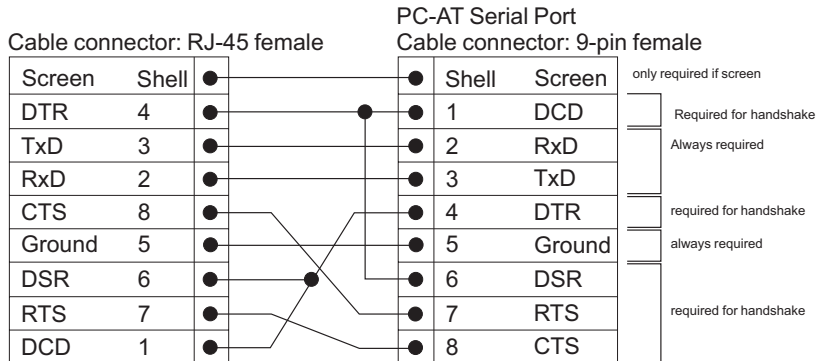 PC-AT Serial Port
Cable connector: RJ-45 female Cable connector: 9-pin female
Screen Shell Shell Screen only required if screen
DTR 4 1 DCD Required for handshake
TxD 3 2 RxD Always required
RxD 2 3 TxD
CTS 8 4 DTR required for handshake
Ground 5 5 Ground always required
DSR 6 6 DSR
RTS 7 7 RTS required for handshake
DCD 1 8 CTS